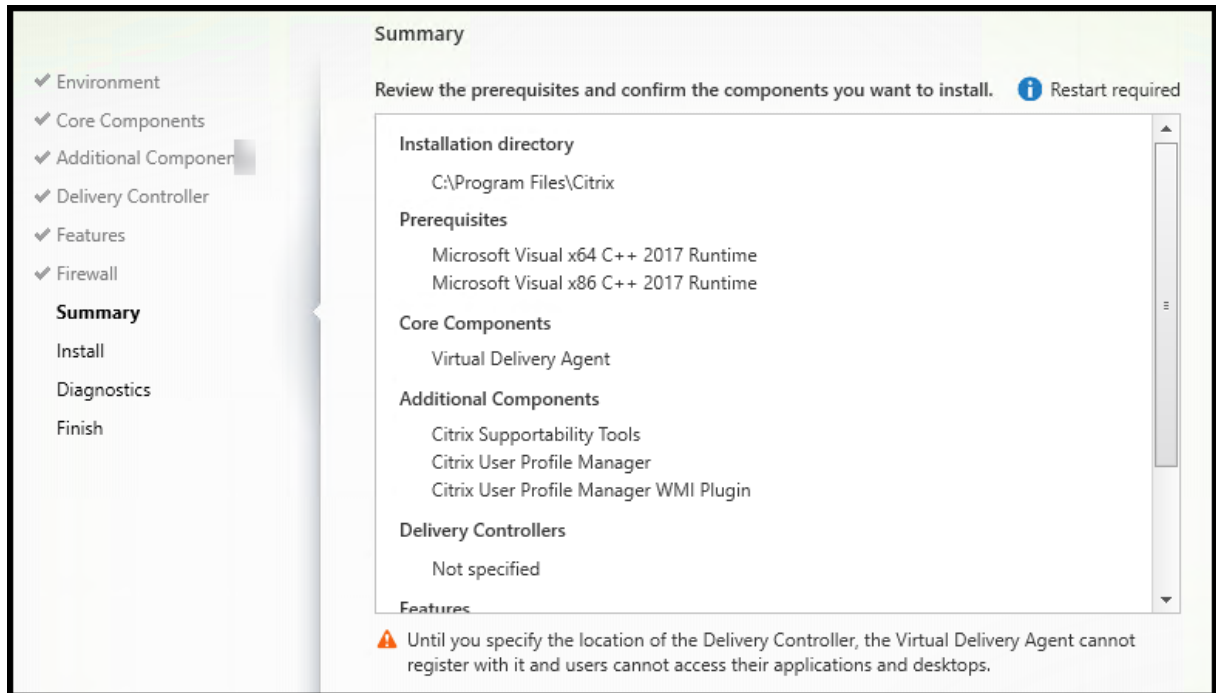 Summary
Environment
Core Components
Additional Componen
Delivery Controller
Features
Firewall
Summary
Install
Diagnostics
Finish
Review the prerequisites and confirm the components you want to install.
Restart required
Installation directory
C:\Program Files\Citrix
Prerequisites
Microsoft Visual x64 C++ 2017 Runtime
Microsoft Visual x86 C++ 2017 Runtime
Core Components
Virtual Delivery Agent
Additional Components
Citrix Supportability Tools
Citrix User Profile Manager
Citrix User Profile Manager WMI Plugin
Delivery Controllers
Not specified
Features
Until you specify the location of the Delivery Controller, the Virtual Delivery Agent cannot
register with it and users cannot access their applications and desktops.